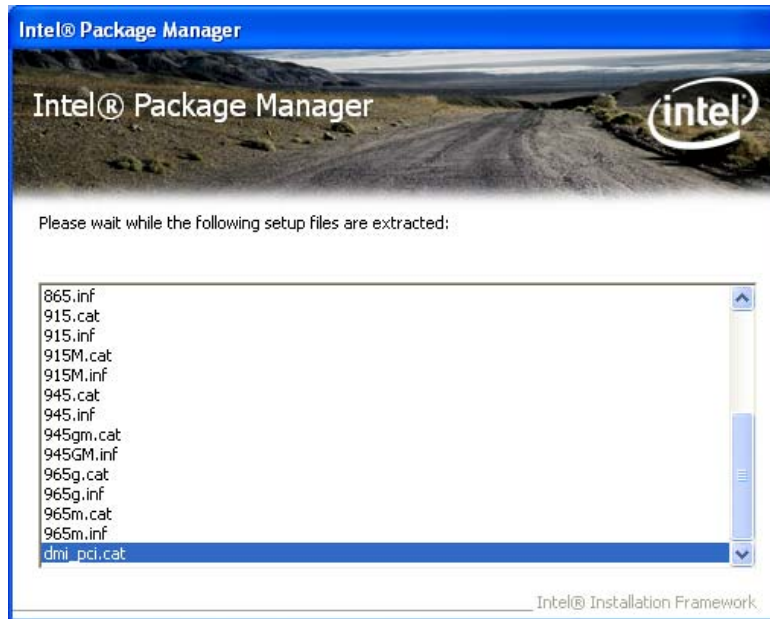 Intel® Package Manager
Intel® Package Manager
intel
Please wait while the following setup files are extracted:
865.inf
915.cat
915.inf
915M.cat
915M.inf
945.cat
945.inf
945gm.cat
945GM.inf
965g.cat
965g.inf
965m.cat
965m.inf
dmi_pci.cat
Intel® Installation Framework